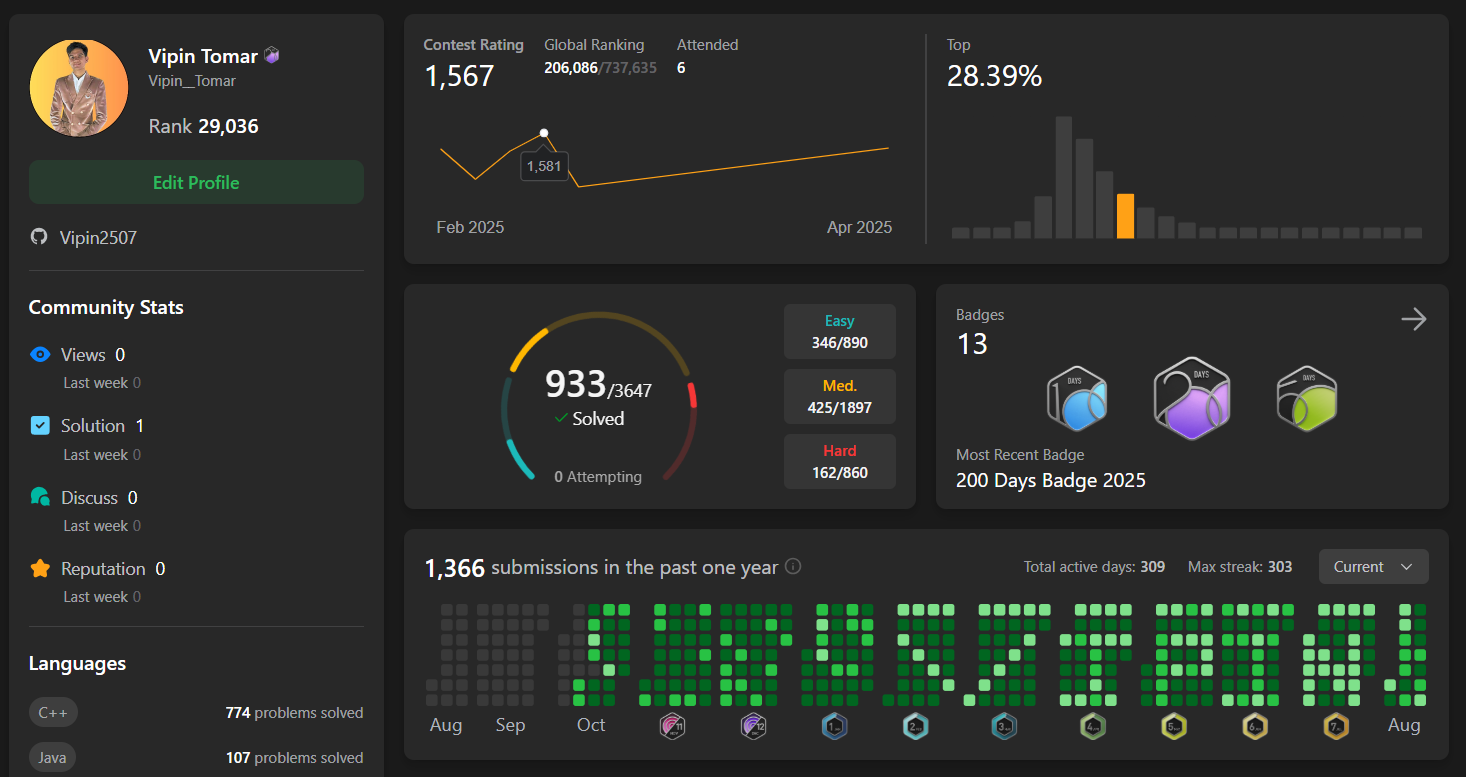 Vipin Tomar
Vipin__Tomar
Rank 29,036
Edit Profile
Vipin2507
Community Stats
Views 0
Last week 0
Solution 1
Last week 0
Discuss 0
Last week 0
Reputation 0
Last week 0
Languages
C++ 774 problems solved
Java 107 problems solved
Contest Rating
1,567
Global Ranking
206,086/737,635
Attended
6
1,581
Feb 2025 Apr 2025
Top
28.39%
933/3647
Solved
0 Attempting
Easy
346/890
Med.
425/1897
Hard
162/860
Badges
13
DAYS DAYS DAYS
100 200 50
Most Recent Badge
200 Days Badge 2025
1,366 submissions in the past one year
Total active days: 309 Max streak: 303 Current
Aug Sep Oct 11 12 1 2 3 4 5 6 7 Aug